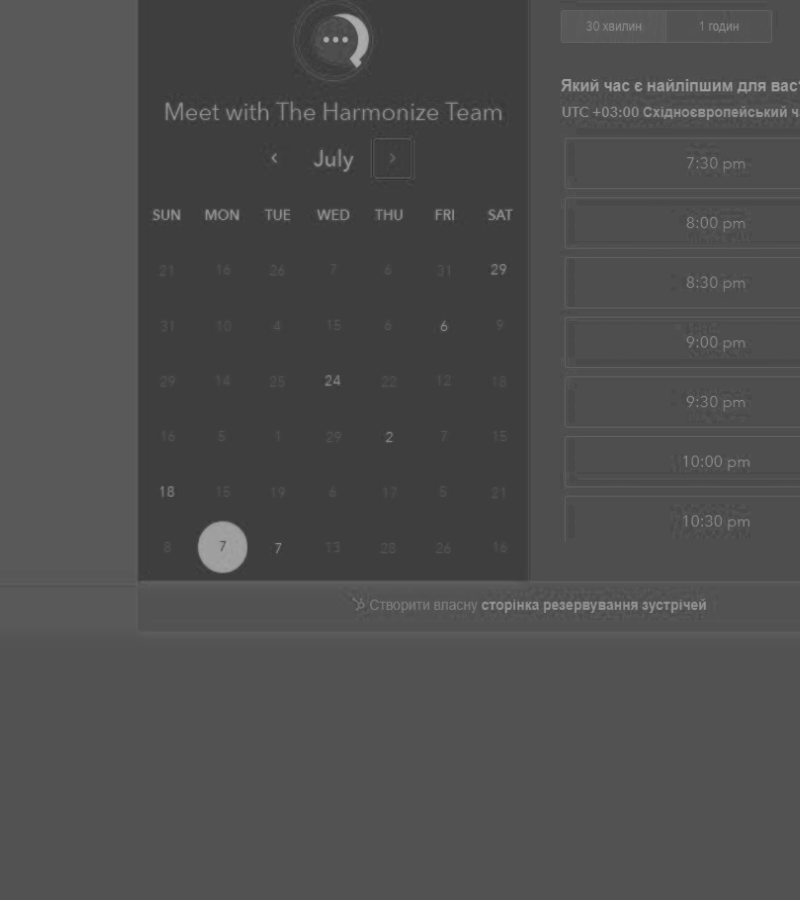 30 хвилин 1 годин
Meet with The Harmonize Team
July
SUN MON TUE WED THU FRI SAT
21 16 26 7 6 31 29
31 10 4 15 6 6 9
29 14 25 24 22 12 18
16 5 1 29 2 7 15
18 15 19 6 17 5 21
8 7 7 13 28 26 16
Який час є найліпшим для вас?
UTC +03:00 Східноєвропейський ч
7:30 pm
8:00 pm
8:30 pm
9:00 pm
9:30 pm
10:00 pm
10:30 pm
Створити власну сторінка резервування зустрічей